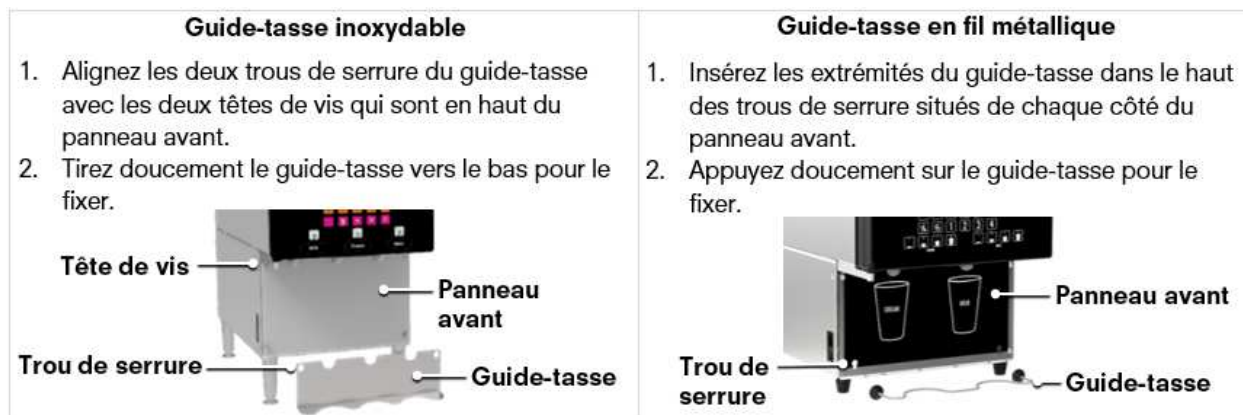 Guide-tasse inoxydable
1. Alignez les deux trous de serrure du guide-tasse
avec les deux têtes de vis qui sont en haut du
panneau avant.
2. Tirez doucement le guide-tasse vers le bas pour le
fixer.
Tête de vis
Panneau
avant
Trou de serrure
Guide-tasse
Guide-tasse en fil métallique
1. Insérez les extrémités du guide-tasse dans le haut
des trous de serrure situés de chaque côté du
panneau avant.
2. Appuyez doucement sur le guide-tasse pour le
fixer.
Panneau avant
Trou de
serrure
Guide-tasse